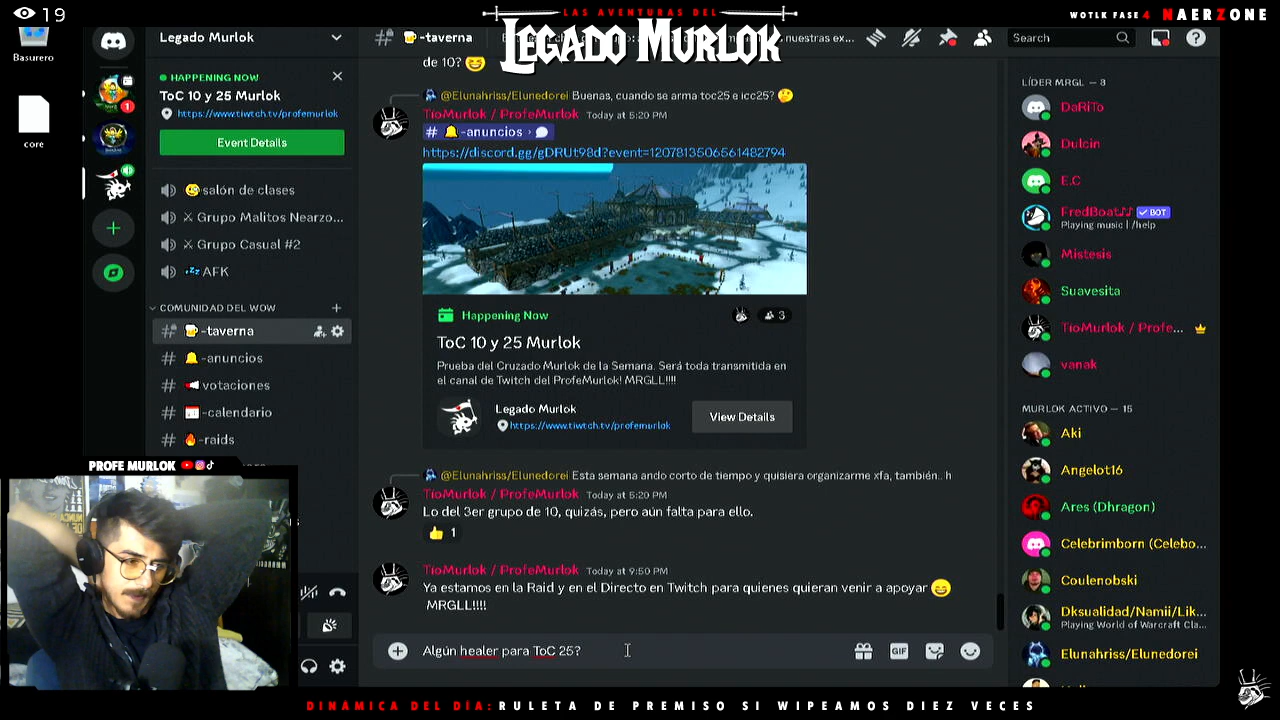 19
LAS AVENTURAS DEL
LEGADO MURLOK
WOTLK FASE 4 NAERZONE
Basurero
core
Legado Murlok
HAPPENING NOW
ToC 10 y 25 Murlok
https://www.tiwtch.tv/profemurlok
Event Details
salón de clases
Grupo Malitos Nearzo...
Grupo Casual #2
AFK
COMUNIDAD DEL WOW
-taverna
-anuncios
votaciones
-calendario
-raids
1
-taverna
nuestras ex...
Search
de 10?
@Elunahriss/Elunedorei Buenas, cuando se arma toc25 e icc25?
TioMurlok / ProfeMurlok Today at 5:20 PM
# -anuncios ›
https://discord.gg/gDRUt98d?event=1207813506561482794
Happening Now
3
ToC 10 y 25 Murlok
Prueba del Cruzado Murlok de la Semana. Será toda transmitida en
el canal de Twitch del ProfeMurlok! MRGLL!!!!
Legado Murlok
https://www.tiwtch.tv/profemurlok
View Details
@Elunahriss/Elunedorei Esta semana ando corto de tiempo y quisiera organizarme xfa, también.. h
TioMurlok / ProfeMurlok Today at 5:20 PM
Lo del 3er grupo de 10, quizás, pero aún falta para ello.
1
TioMurlok / ProfeMurlok Today at 9:50 PM
Ya estamos en la Raid y en el Directo en Twitch para quienes quieran venir a apoyar
MRGLL!!!!
Algún healer para ToC 25?
GIF
LÍDER MRGL — 8
DaRiTo
Dulcin
E.C
FredBoat♪♪ BOT
Playing music | /help
Mistesis
Suavesita
TioMurlok / Profe...
vanak
MURLOK ACTIVO — 15
Aki
Angelot16
Ares (Dhragon)
Celebrimborn (Celebo...
Coulenobski
Dksualidad/Namii/Lik...
Playing World of Warcraft Cla...
Elunahriss/Elunedorei
PROFE MURLOK
DINAMICA DEL DIA: RULETA DE PREMISO SI WIPEAMOS DIEZ VECES